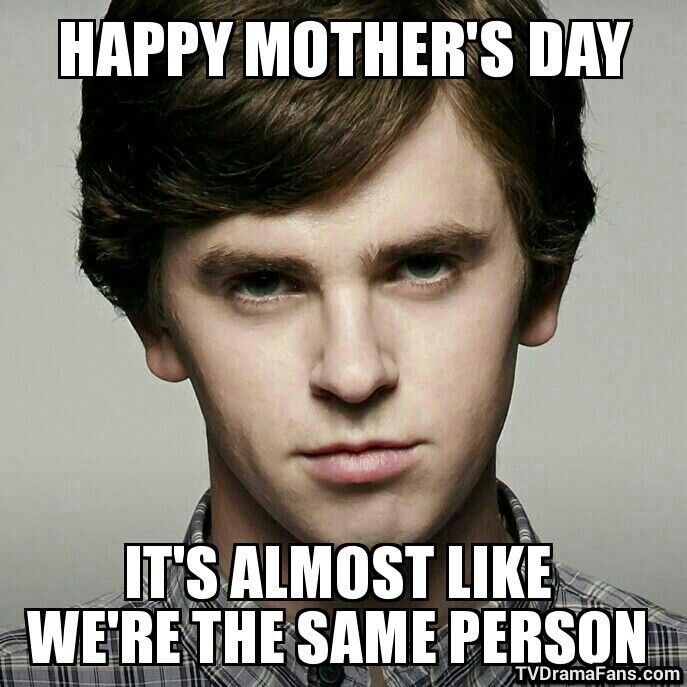 HAPPY MOTHER'S DAY
IT'S ALMOST LIKE
WE'RE THE SAME PERSON
TVDramaFans.com